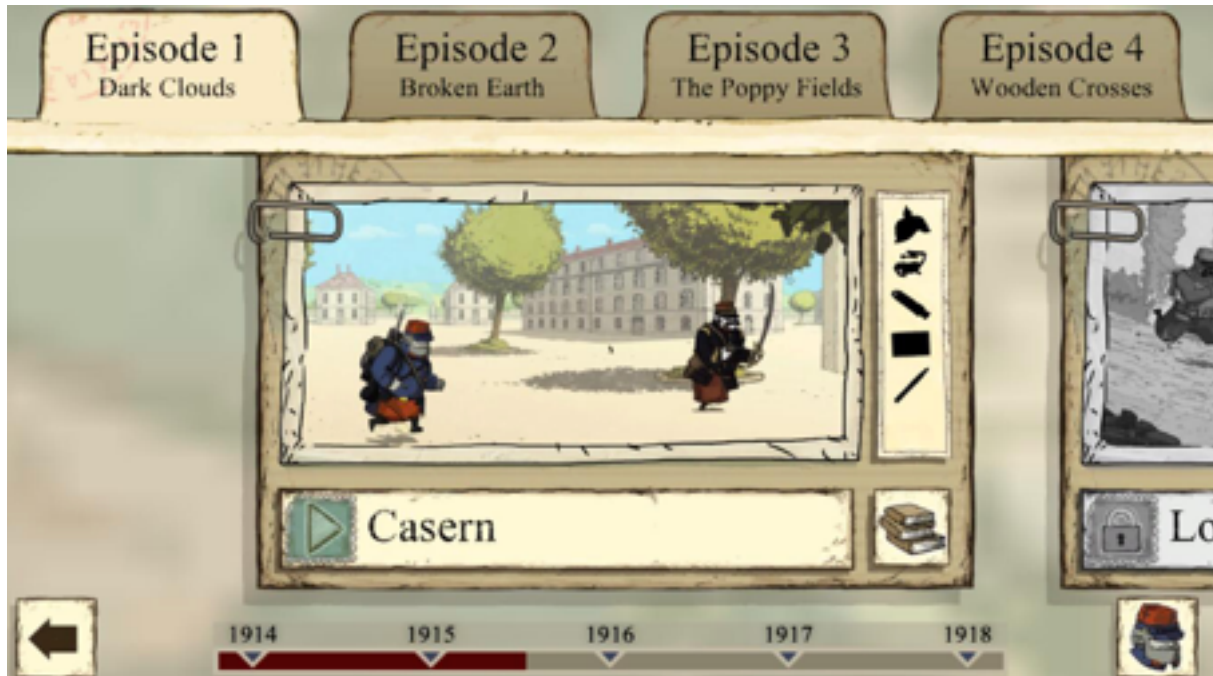 Episode 1
Dark Clouds
Episode 2
Broken Earth
Episode 3
The Poppy Fields
Episode 4
Wooden Crosses
Casern
Lo
1914
1915
1916
1917
1918